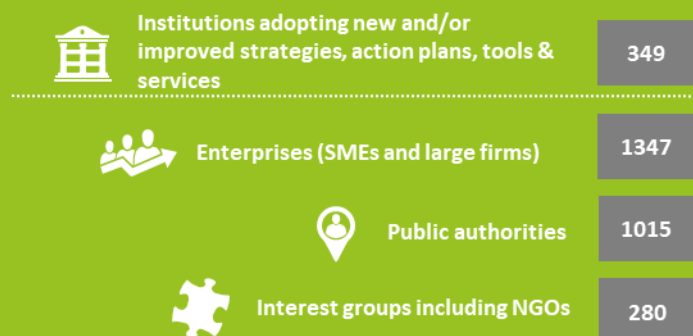 Institutions adopting new and/or
improved strategies, action plans, tools &
services
349
Enterprises (SMEs and large firms)
1347
Public authorities
1015
Interest groups including NGOs
280